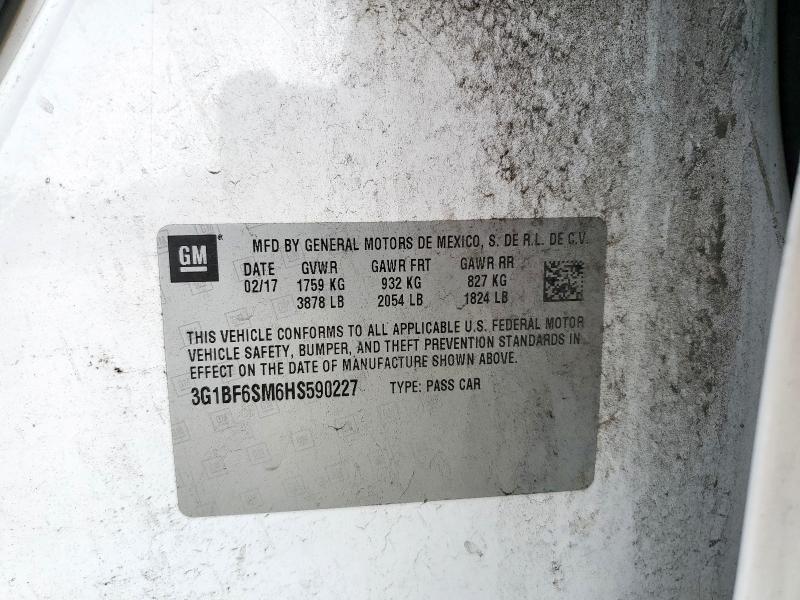 GM
MFD BY GENERAL MOTORS DE MEXICO, S. DE R.L. DE C.V.
DATE GVWR GAWR FRT GAWR RR
02/17 1759 KG 932 KG 827 KG
3878 LB 2054 LB 1824 LB
THIS VEHICLE CONFORMS TO ALL APPLICABLE U.S. FEDERAL MOTOR
VEHICLE SAFETY, BUMPER, AND THEFT PREVENTION STANDARDS IN
EFFECT ON THE DATE OF MANUFACTURE SHOWN ABOVE.
3G1BF6SM6HS590227 TYPE: PASS CAR